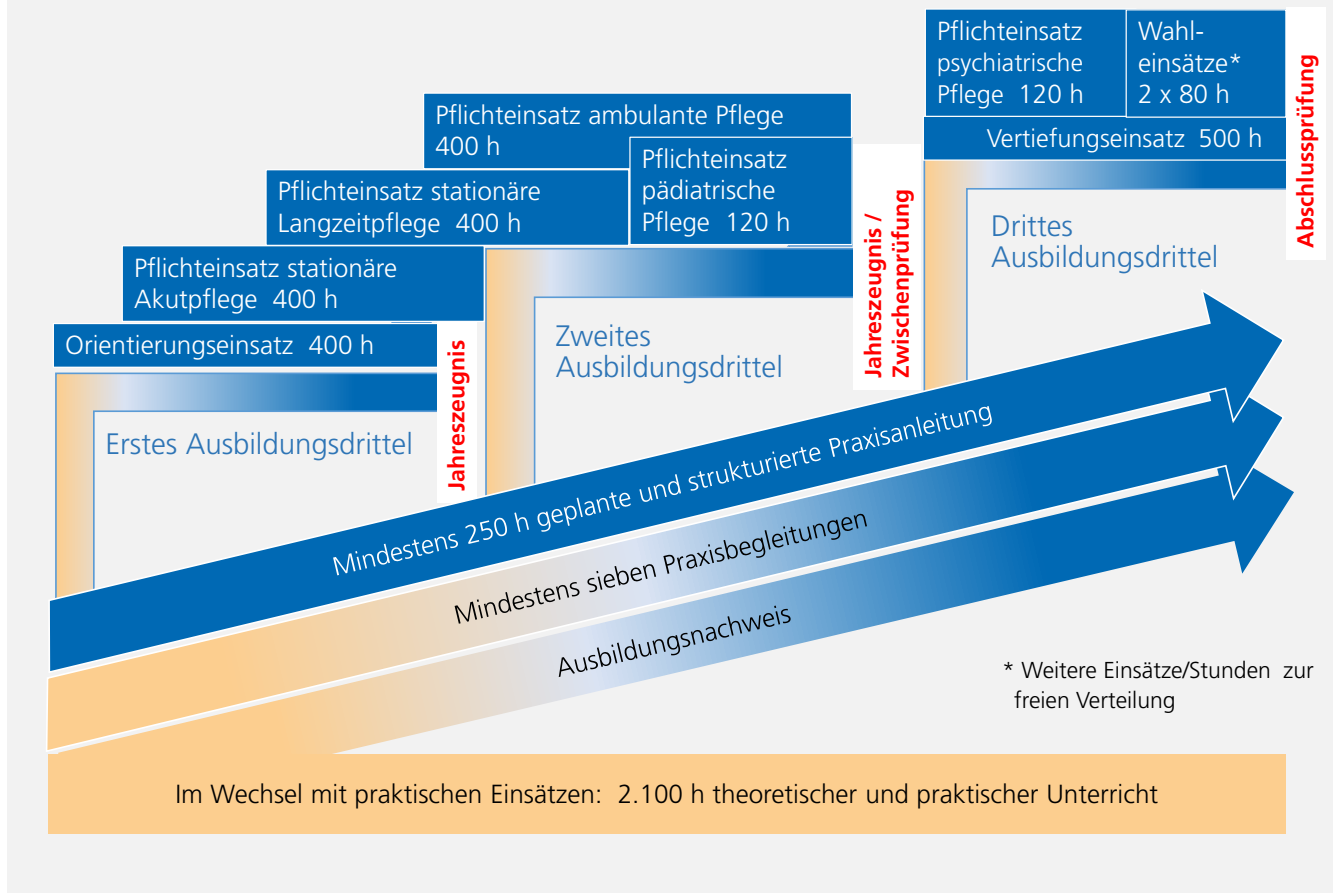 Pflichteinsatz
psychiatrische
Pflege 120 h
Wahl-
einsätze*
2 x 80 h
Vertiefungseinsatz 500 h
Abschlussprüfung
Pflichteinsatz ambulante Pflege
400 h
Pflichteinsatz
pädiatrische
Pflege 120 h
Pflichteinsatz stationäre
Langzeitpflege 400 h
Pflichteinsatz stationäre
Akutpflege 400 h
Orientierungseinsatz 400 h
Jahreszeugnis
Jahreszeugnis /
Zwischenprüfung
Erstes Ausbildungsdrittel
Zweites
Ausbildungsdrittel
Drittes
Ausbildungsdrittel
Mindestens 250 h geplante und strukturierte Praxisanleitung
Mindestens sieben Praxisbegleitungen
Ausbildungsnachweis
* Weitere Einsätze/Stunden zur
freien Verteilung
Im Wechsel mit praktischen Einsätzen: 2.100 h theoretischer und praktischer Unterricht